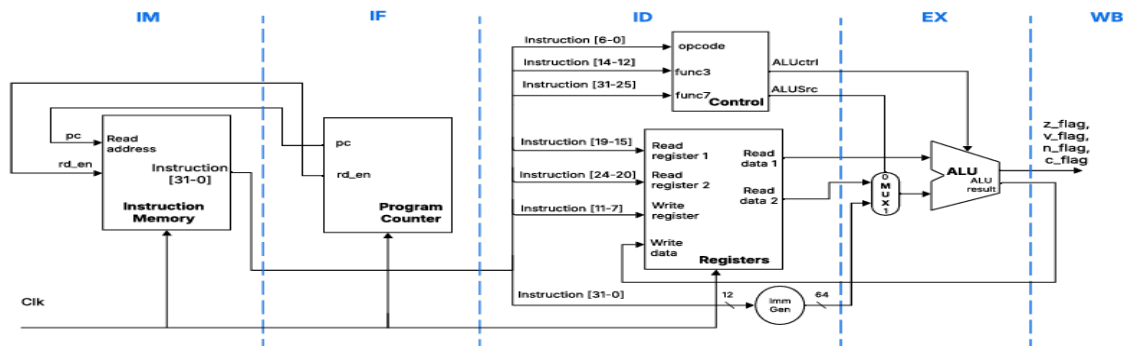 IM
IF
ID
EX
WB
Instruction [6-0]
Instruction [14-12]
Instruction [31-25]
opcode
func3
func7
Control
ALUctrl
ALUSrc
pc
rd_en
Read
address
Instruction
[31-0]
Instruction
Memory
pc
rd_en
Program
Counter
Instruction [19-15]
Instruction [24-20]
Instruction [11-7]
Read
register 1
Read
register 2
Write
register
Write
data
Read
data 1
Read
data 2
Registers
0
M
U
X
1
ALU
ALU
result
z_flag,
v_flag,
n_flag,
c_flag
Instruction [31-0]
12
Imm
Gen
64
Clk